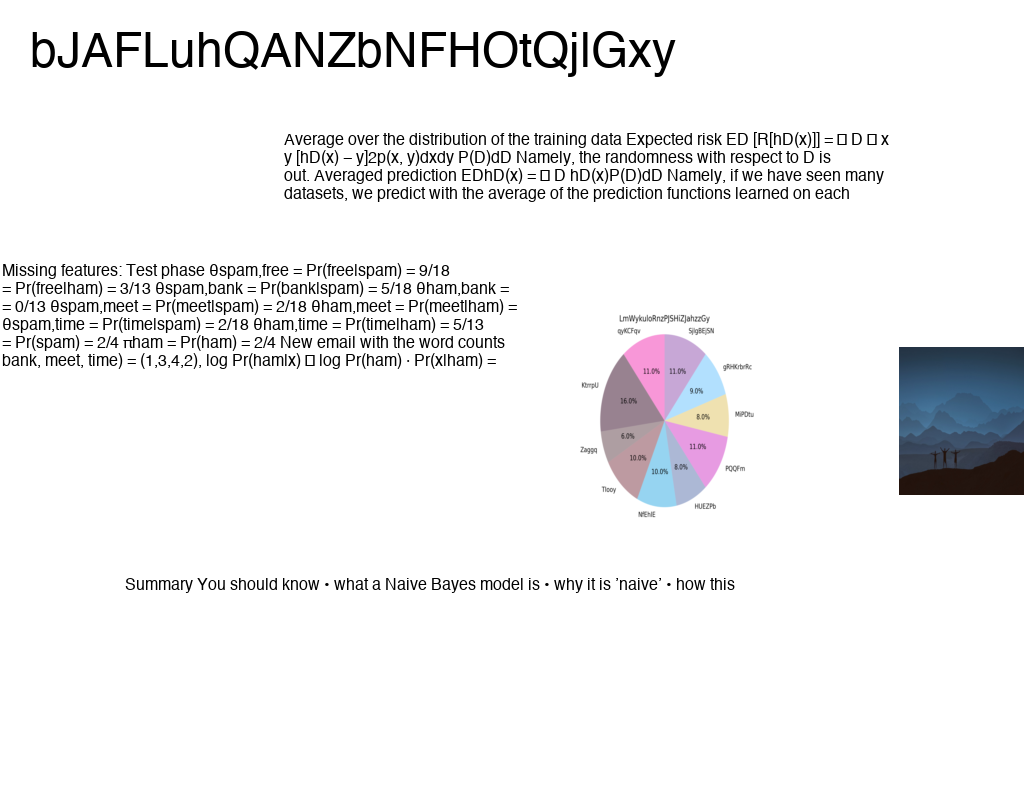 bJAFLuhQANZbNFHOtQjlGxy
Average over the distribution of the training data Expected risk ED [R[hD(x)]] = � D � x
y [hD(x) – y]2p(x, y)dxdy P(D)dD Namely, the randomness with respect to D is
out. Averaged prediction EDhD(x) = � D hD(x)P(D)dD Namely, if we have seen many
datasets, we predict with the average of the prediction functions learned on each
Missing features: Test phase θspam,free = Pr(free|spam) = 9/18
= Pr(free|ham) = 3/13 θspam,bank = Pr(bank|spam) = 5/18 θham,bank =
= 0/13 θspam,meet = Pr(meet|spam) = 2/18 θham,meet = Pr(meet|ham) =
θspam,time = Pr(time|spam) = 2/18 θham,time = Pr(time|ham) = 5/13
= Pr(spam) = 2/4 πham = Pr(ham) = 2/4 New email with the word counts
bank, meet, time) = (1,3,4,2), log Pr(ham|x) � log Pr(ham) · Pr(x|ham) =
LmWykuloRnzPJSHiZJahzzGy
qyKCFqv
SJlgBEJSN
gRHKrbrRc
MiPDtu
PQQFm
HUEZPb
NfEhIE
Tlooy
Zaggq
KtrrpU
11.0%
11.0%
9.0%
8.0%
11.0%
8.0%
10.0%
10.0%
6.0%
16.0%
Summary You should know • what a Naive Bayes model is • why it is ’naive’ • how this